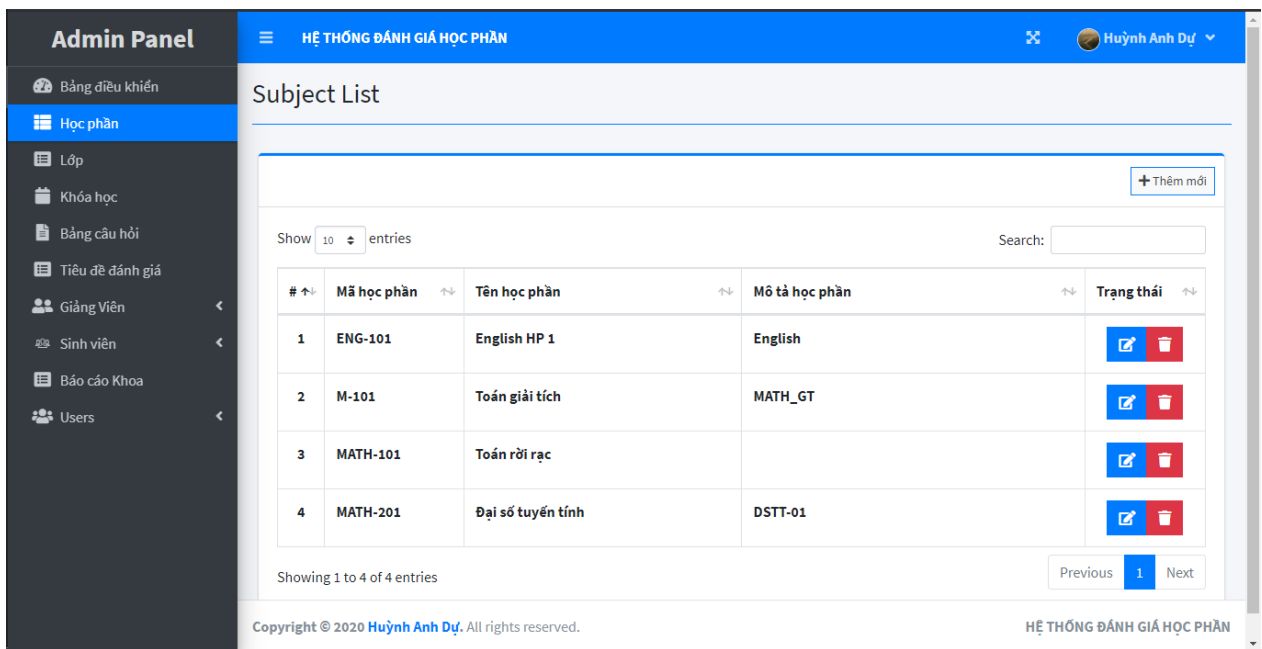 Admin Panel
HỆ THỐNG ĐÁNH GIÁ HỌC PHẦN
Huỳnh Anh Dự
Bảng điều khiển
Học phần
Lớp
Khóa học
Bảng câu hỏi
Tiêu đề đánh giá
Giảng Viên
Sinh viên
Báo cáo Khoa
Users
Subject List
Thêm mới
Show 10 entries
Search:
# Mã học phần Tên học phần Mô tả học phần Trạng thái
1 ENG-101 English HP 1 English
2 M-101 Toán giải tích MATH_GT
3 MATH-101 Toán rời rạc
4 MATH-201 Đại số tuyến tính DSTT-01
Showing 1 to 4 of 4 entries
Previous 1 Next
Copyright © 2020 Huỳnh Anh Dự. All rights reserved.
HỆ THỐNG ĐÁNH GIÁ HỌC PHẦN